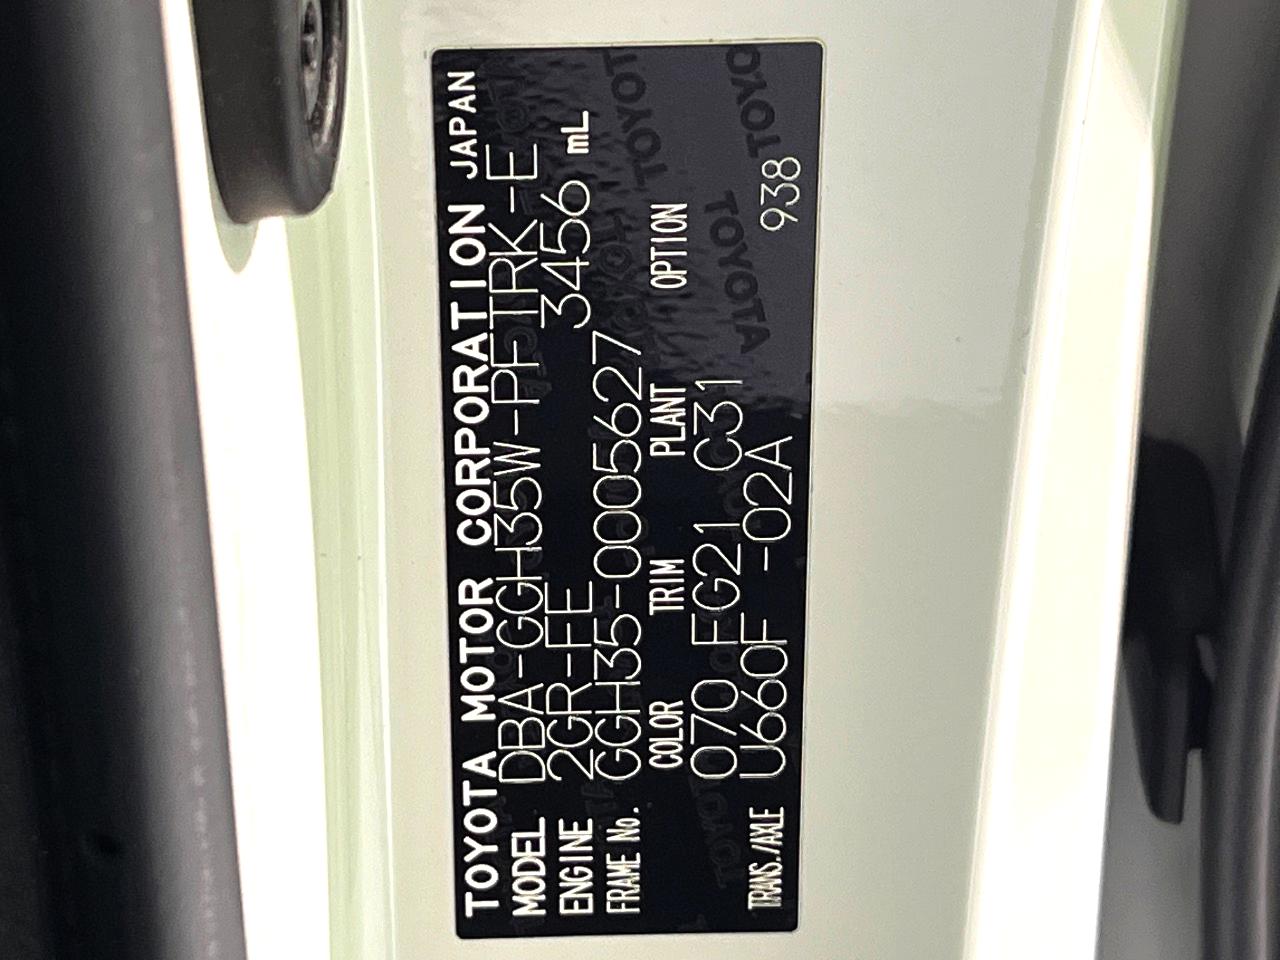 TOYOTA MOTOR CORPORATION JAPAN
MODEL DBA-GGH35W-PFTRK-E
ENGINE 2GR-FE 3456 mL
FRAME No. GGH35-0005627
COLOR TRIM PLANT OPTION
070 FG21 C31
TRANS./AXLE U660F -02A 938